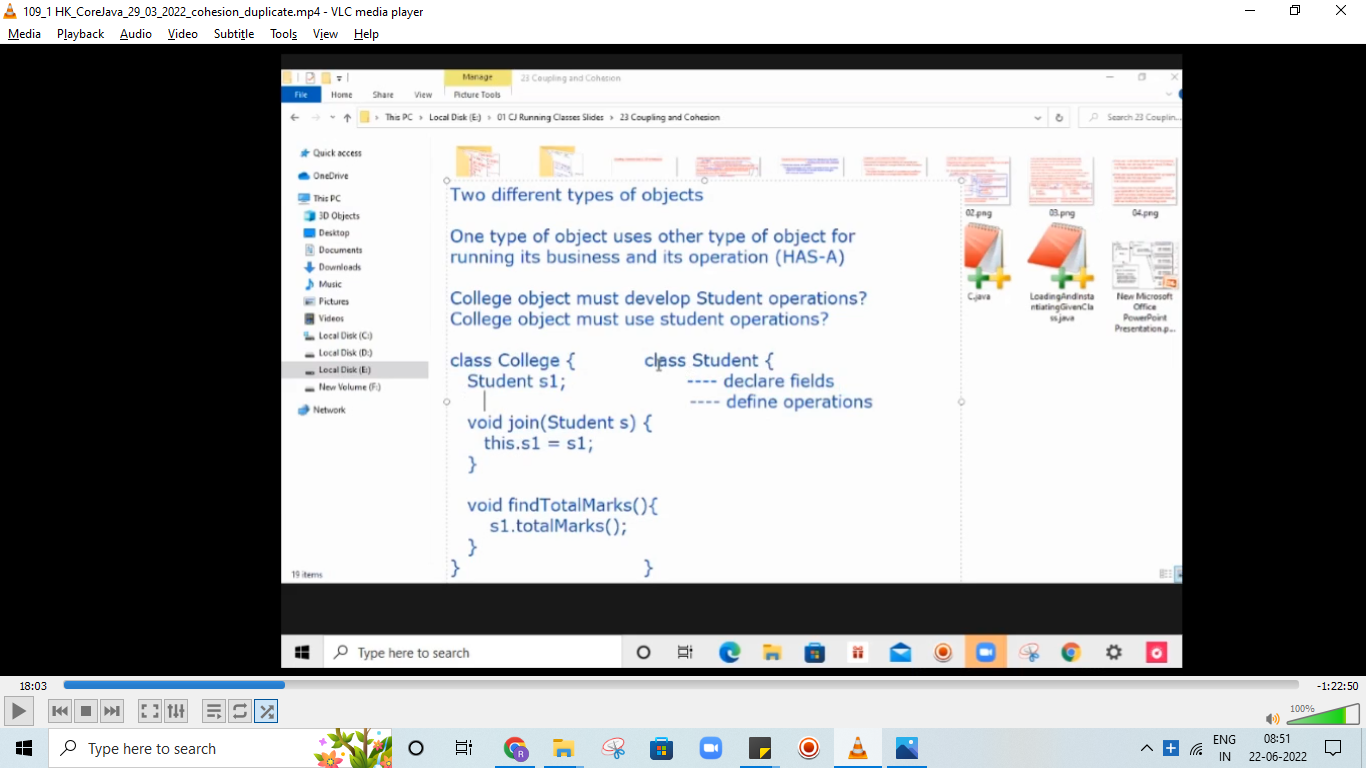 109_1 HK_CoreJava_29_03_2022_cohesion_duplicate.mp4 - VLC media player
Media Playback Audio Video Subtitle Tools View Help
Manage 23 Coupling and Cohesion
File Home Share View Picture Tools
This PC > Local Disk (E:) > 01 CJ Running Classes Slides > 23 Coupling and Cohesion
Search 23 Couplin...
Quick access
OneDrive
This PC
3D Objects
Desktop
Documents
Downloads
Music
Pictures
Videos
Local Disk (C:)
Local Disk (D:)
Local Disk (E:)
New Volume (F:)
Network
02.png 03.png 04.png
C.java
LoadingAndInsta
ntiatingGivenCla
ss.java
New Microsoft
Office
PowerPoint
Presentation.p...
Two different types of objects
One type of object uses other type of object for
running its business and its operation (HAS-A)
College object must develop Student operations?
College object must use student operations?
class College { class Student {
Student s1; ---- declare fields
---- define operations
void join(Student s) {
this.s1 = s1;
}
void findTotalMarks(){
s1.totalMarks();
}
} }
19 items
Type here to search
18:03 -1:22:50
100%
Type here to search
ENG
IN
08:51
22-06-2022